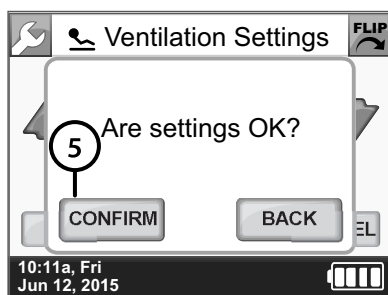 Ventilation Settings
FLIP
Are settings OK?
5
CONFIRM
BACK
EL
10:11a, Fri
Jun 12, 2015